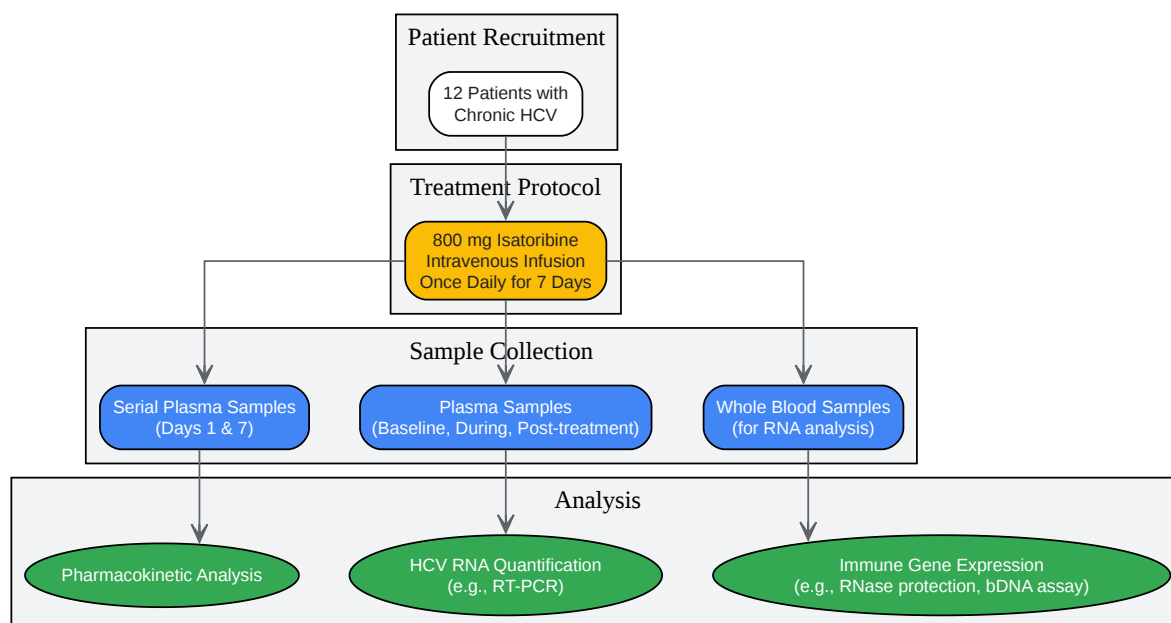 Patient Recruitment
12 Patients with
Chronic HCV
Treatment Protocol
800 mg Isatoribine
Intravenous Infusion
Once Daily for 7 Days
Sample Collection
Serial Plasma Samples
(Days 1 & 7)
Plasma Samples
(Baseline, During, Post-treatment)
Whole Blood Samples
(for RNA analysis)
Analysis
Pharmacokinetic Analysis
HCV RNA Quantification
(e.g., RT-PCR)
Immune Gene Expression
(e.g., RNase protection, bDNA assay)